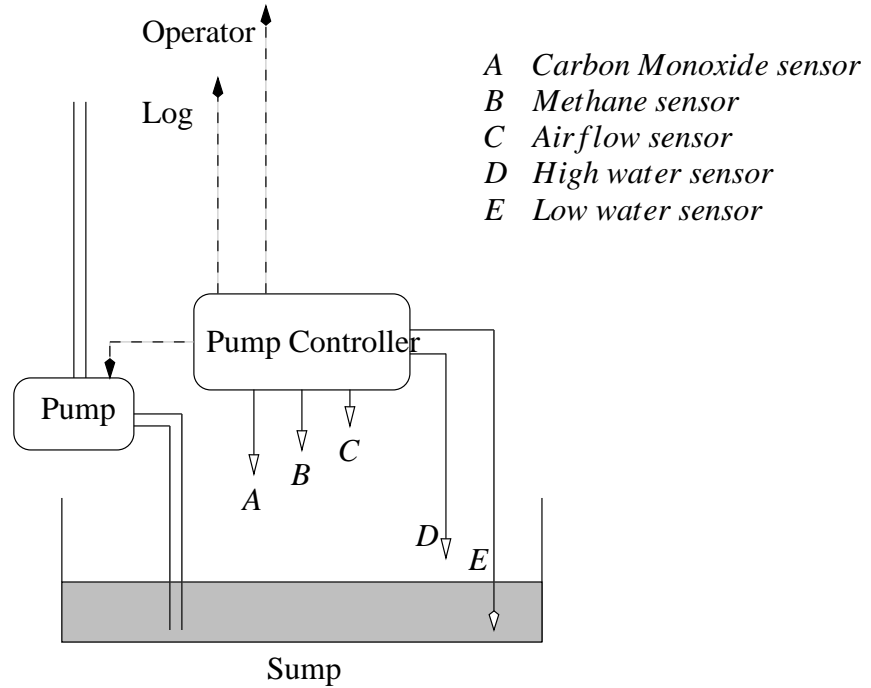 Operator
Log
A Carbon Monoxide sensor
B Methane sensor
C Airflow sensor
D High water sensor
E Low water sensor
Pump Controller
Pump
A
B
C
D
E
Sump